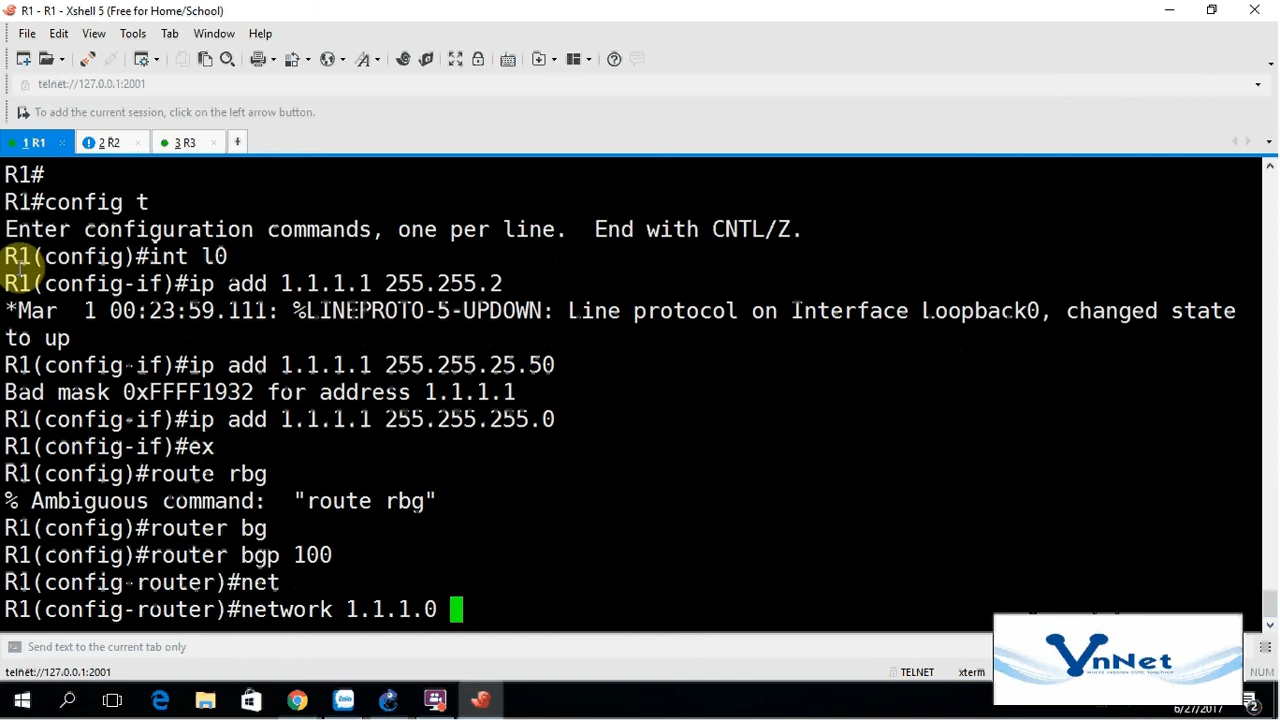 R1 - R1 - Xshell 5 (Free for Home/School)
File Edit View Tools Tab Window Help
telnet://127.0.0.1:2001
To add the current session, click on the left arrow button.
1 R1 2 R2 3 R3
R1#
R1#config t
Enter configuration commands, one per line.  End with CNTL/Z.
R1(config)#int l0
R1(config-if)#ip add 1.1.1.1 255.255.2
*Mar  1 00:23:59.111: %LINEPROTO-5-UPDOWN: Line protocol on Interface Loopback0, changed state
to up
R1(config-if)#ip add 1.1.1.1 255.255.25.50
Bad mask 0xFFFF1932 for address 1.1.1.1
R1(config-if)#ip add 1.1.1.1 255.255.255.0
R1(config-if)#ex
R1(config)#route rbg
% Ambiguous command:  "route rbg"
R1(config)#router bg
R1(config)#router bgp 100
R1(config-router)#net
R1(config-router)#network 1.1.1.0
Send text to the current tab only
telnet://127.0.0.1:2001 TELNET xterm NUM
VnNet
WHERE PASSION COME TOGETHER
Zalo
6/27/2017
2